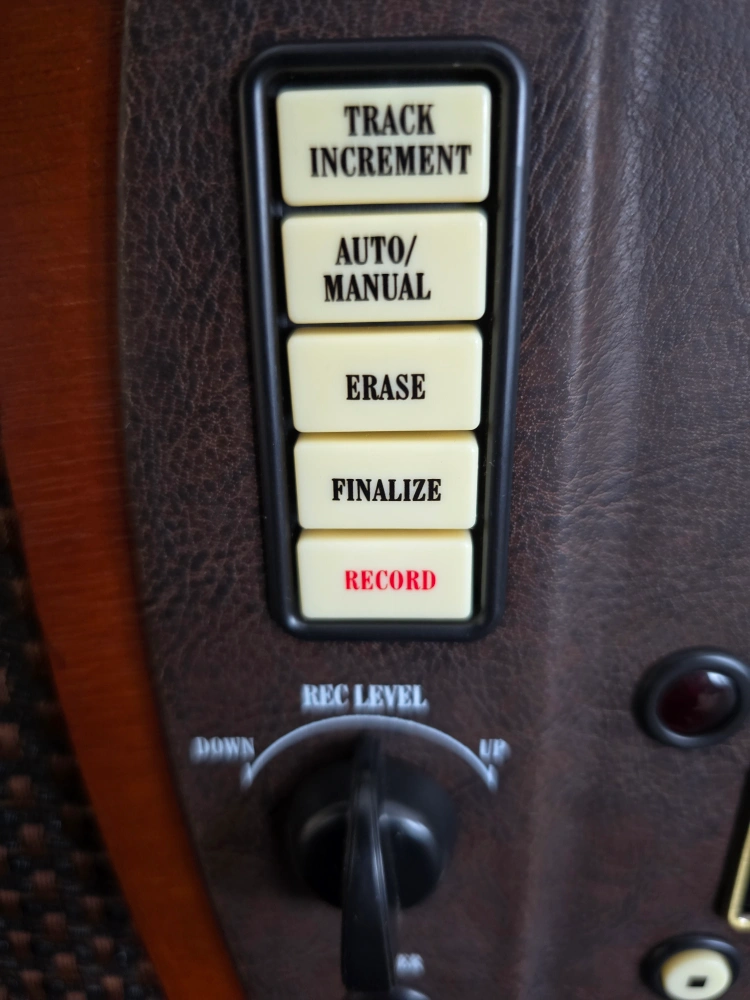 TRACK
INCREMENT
AUTO/
MANUAL
ERASE
FINALIZE
RECORD
REC LEVEL
DOWN
UP